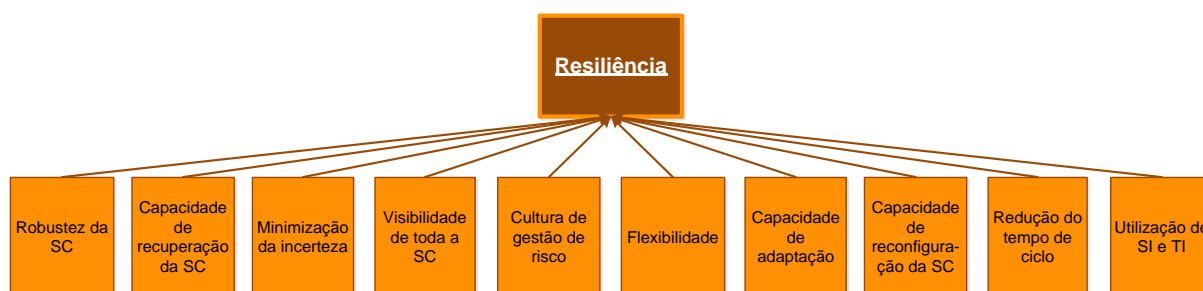 Resiliência
Robustez da
SC
Capacidade
de
recuperação
da SC
Minimização
da incerteza
Visibilidade
de toda a
SC
Cultura de
gestão de
risco
Flexibilidade
Capacidade
de
adaptação
Capacidade
de
reconfigura-
ção da SC
Redução do
tempo de
ciclo
Utilização de
SI e TI